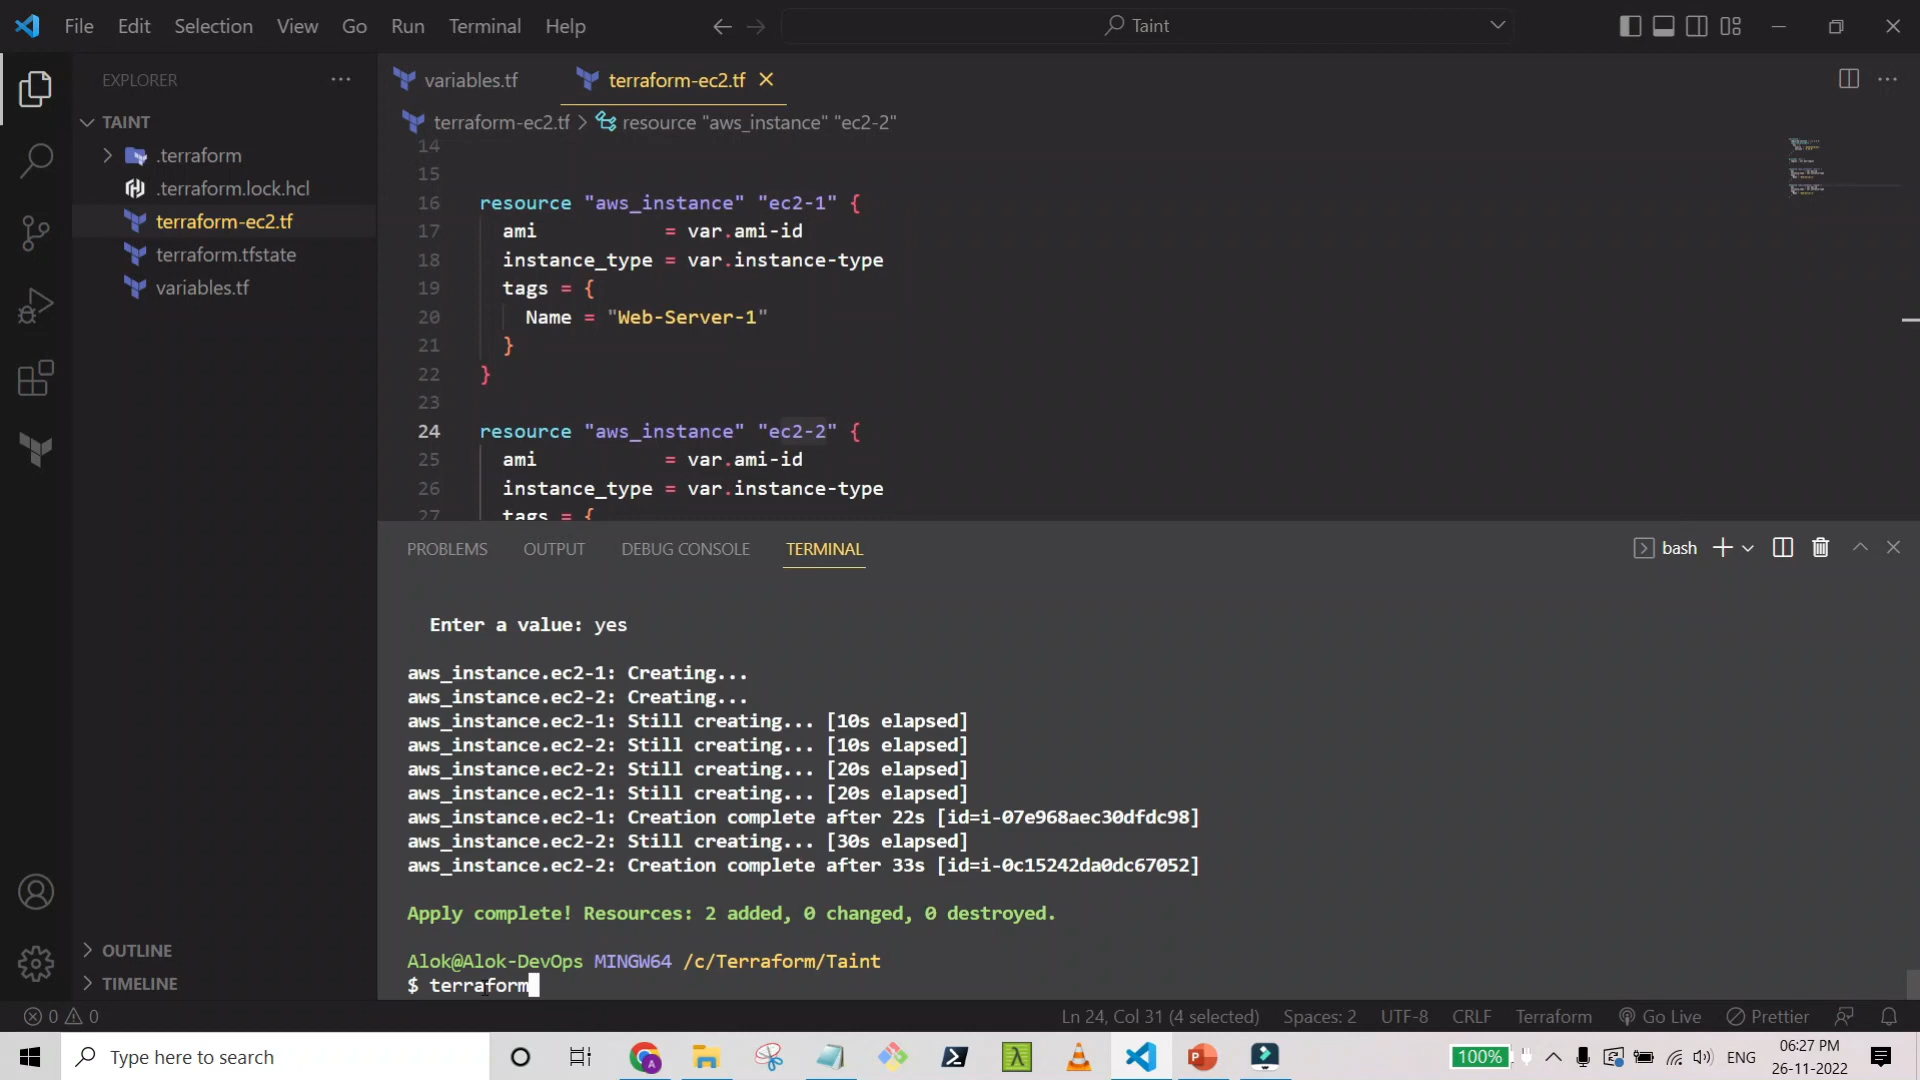 File Edit Selection View Go Run Terminal Help
Taint
EXPLORER
TAINT
.terraform
.terraform.lock.hcl
terraform-ec2.tf
terraform.tfstate
variables.tf
OUTLINE
TIMELINE
variables.tf
terraform-ec2.tf
terraform-ec2.tf > resource "aws_instance" "ec2-2"
14
15
16 resource "aws_instance" "ec2-1" {
17 ami = var.ami-id
18 instance_type = var.instance-type
19 tags = {
20 Name = "Web-Server-1"
21 }
22 }
23
24 resource "aws_instance" "ec2-2" {
25 ami = var.ami-id
26 instance_type = var.instance-type
27 tags = {
PROBLEMS OUTPUT DEBUG CONSOLE TERMINAL
bash
Enter a value: yes
aws_instance.ec2-1: Creating...
aws_instance.ec2-2: Creating...
aws_instance.ec2-1: Still creating... [10s elapsed]
aws_instance.ec2-2: Still creating... [10s elapsed]
aws_instance.ec2-2: Still creating... [20s elapsed]
aws_instance.ec2-1: Still creating... [20s elapsed]
aws_instance.ec2-1: Creation complete after 22s [id=i-07e968aec30dfdc98]
aws_instance.ec2-2: Still creating... [30s elapsed]
aws_instance.ec2-2: Creation complete after 33s [id=i-0c15242da0dc67052]
Apply complete! Resources: 2 added, 0 changed, 0 destroyed.
Alok@Alok-DevOps MINGW64 /c/Terraform/Taint
$ terraform
0 0
Ln 24, Col 31 (4 selected) Spaces: 2 UTF-8 CRLF Terraform Go Live Prettier
Type here to search
100%
ENG
06:27 PM
26-11-2022